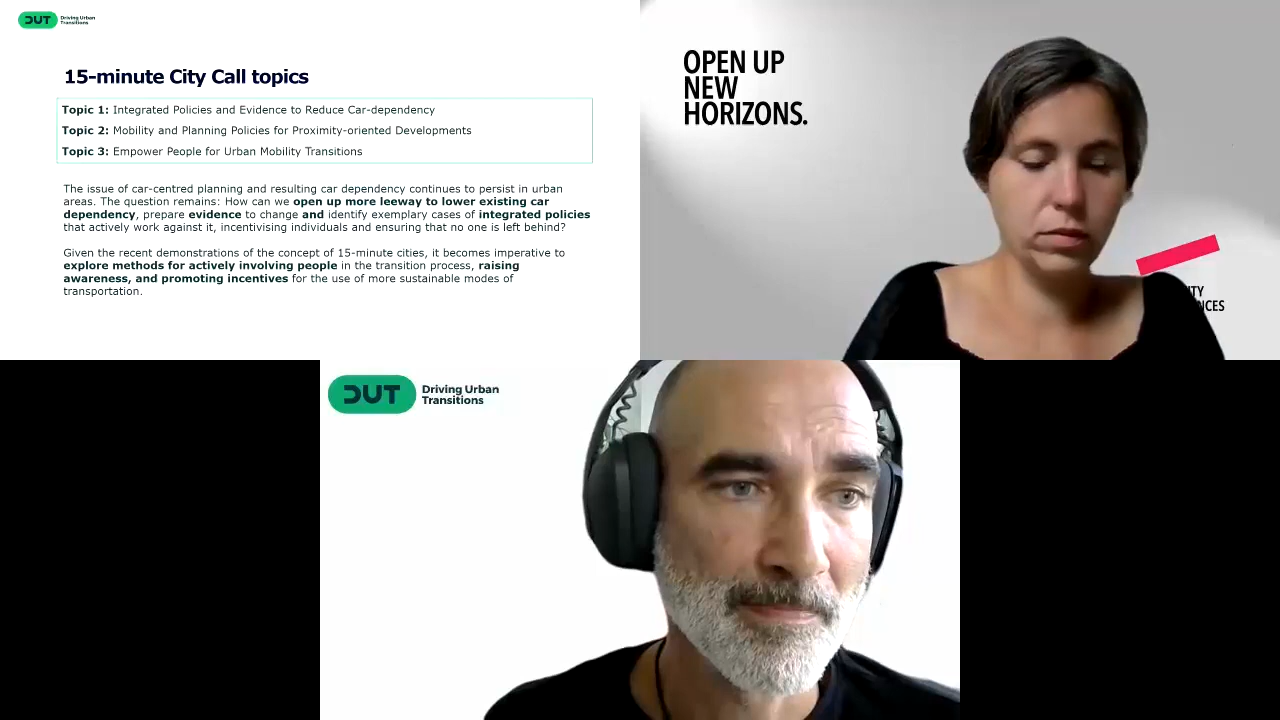 DUT Driving Urban
Transitions
15-minute City Call topics
Topic 1: Integrated Policies and Evidence to Reduce Car-dependency
Topic 2: Mobility and Planning Policies for Proximity-oriented Developments
Topic 3: Empower People for Urban Mobility Transitions
The issue of car-centred planning and resulting car dependency continues to persist in urban
areas. The question remains: How can we open up more leeway to lower existing car
dependency, prepare evidence to change and identify exemplary cases of integrated policies
that actively work against it, incentivising individuals and ensuring that no one is left behind?
Given the recent demonstrations of the concept of 15-minute cities, it becomes imperative to
explore methods for actively involving people in the transition process, raising
awareness, and promoting incentives for the use of more sustainable modes of
transportation.
OPEN UP
NEW
HORIZONS.
DUT Driving Urban
Transitions